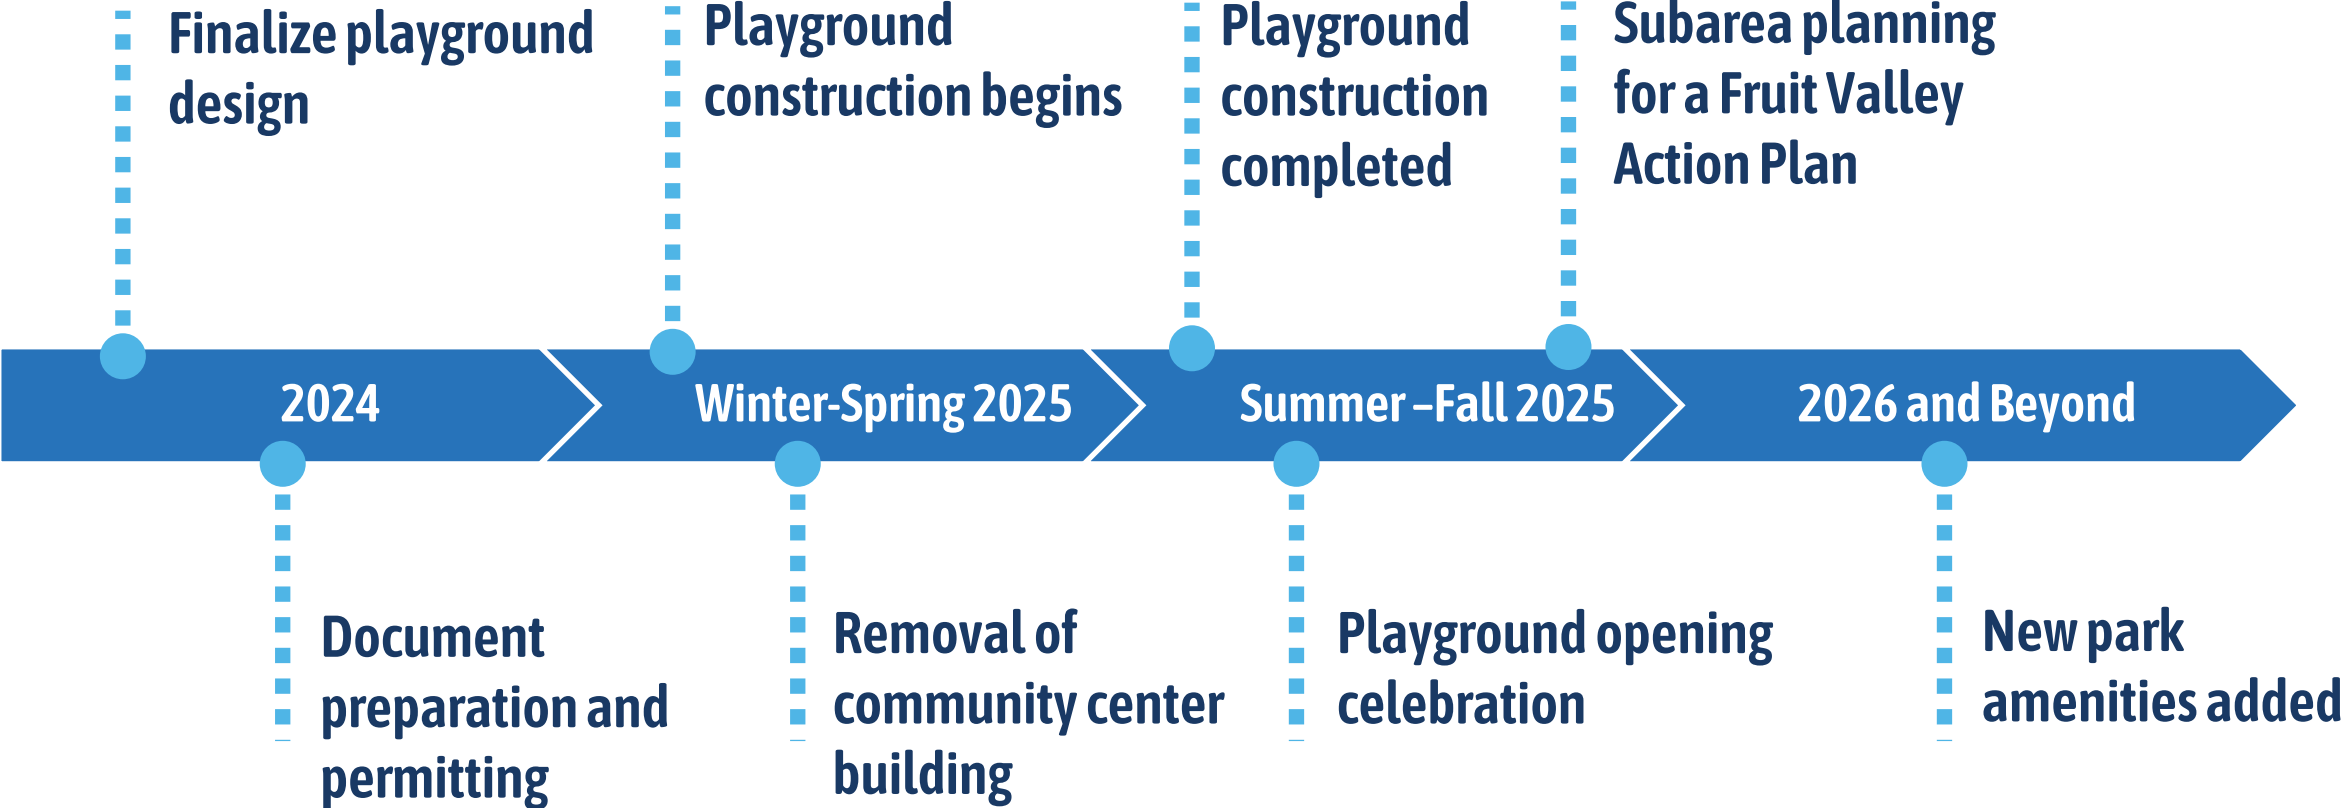 Finalize playground
design
Playground
construction begins
Playground
construction
completed
Subarea planning
for a Fruit Valley
Action Plan
2024
Winter-Spring 2025
Summer –Fall 2025
2026 and Beyond
Document
preparation and
permitting
Removal of
community center
building
Playground opening
celebration
New park
amenities added